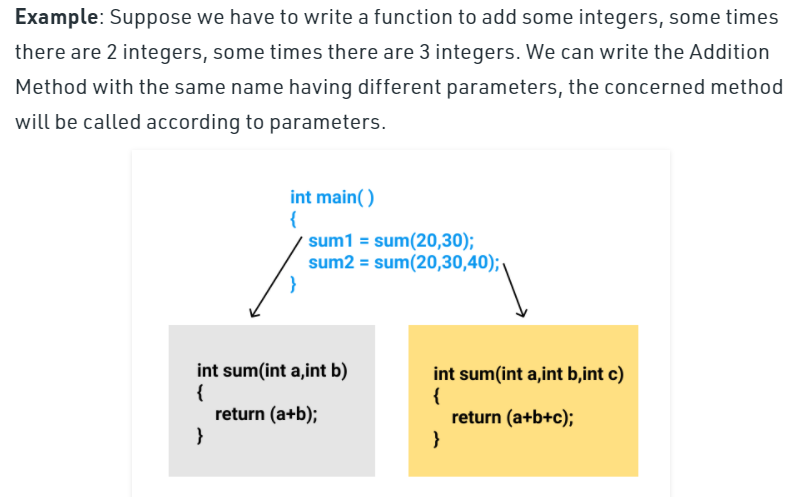 Example: Suppose we have to write a function to add some integers, some times
there are 2 integers, some times there are 3 integers. We can write the Addition
Method with the same name having different parameters, the concerned method
will be called according to parameters.
int main( )
{
sum1 = sum(20,30);
sum2 = sum(20,30,40);
}
int sum(int a,int b)
{
return (a+b);
}
int sum(int a,int b,int c)
{
return (a+b+c);
}